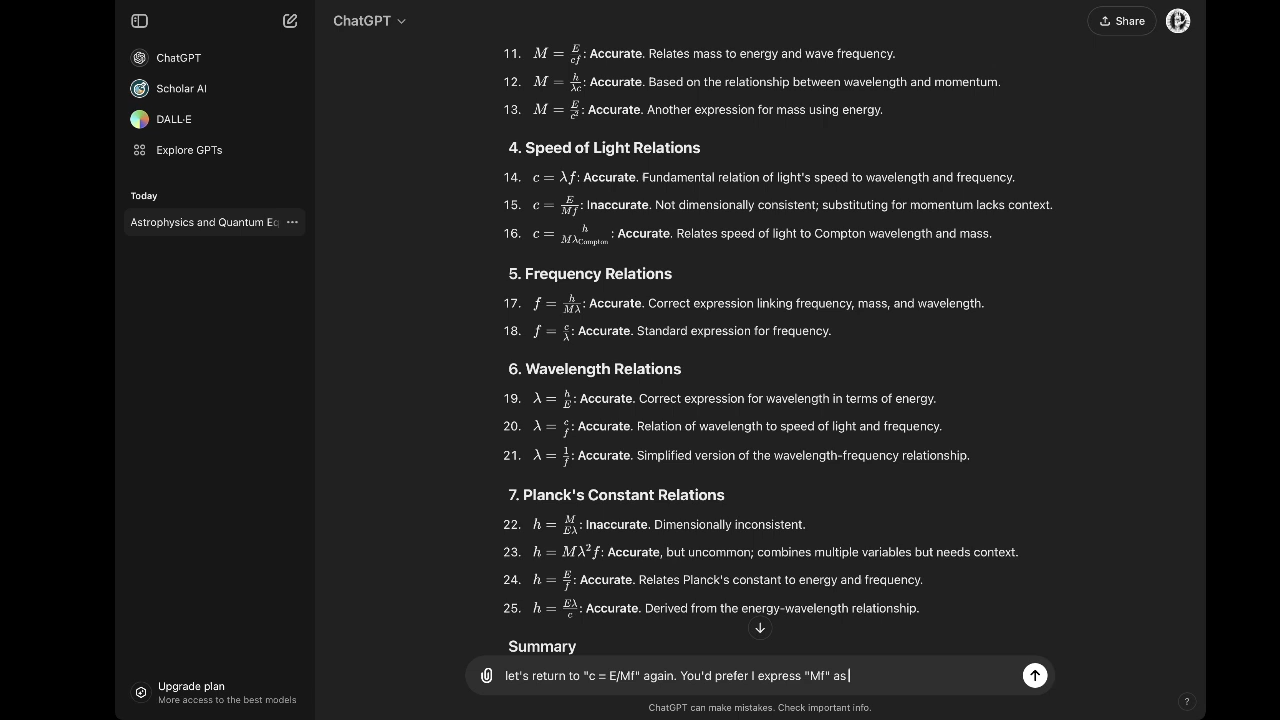 ChatGPT
Share
ChatGPT
Scholar AI
DALL·E
Explore GPTs
Today
Astrophysics and Quantum Eq
11. M = E/cf: Accurate. Relates mass to energy and wave frequency.
12. M = h/λc: Accurate. Based on the relationship between wavelength and momentum.
13. M = E/c²: Accurate. Another expression for mass using energy.
4. Speed of Light Relations
14. c = λf: Accurate. Fundamental relation of light's speed to wavelength and frequency.
15. c = E/Mf: Inaccurate. Not dimensionally consistent; substituting for momentum lacks context.
16. c = h/Mλ_Compton: Accurate. Relates speed of light to Compton wavelength and mass.
5. Frequency Relations
17. f = h/Mλ: Accurate. Correct expression linking frequency, mass, and wavelength.
18. f = c/λ: Accurate. Standard expression for frequency.
6. Wavelength Relations
19. λ = h/E: Accurate. Correct expression for wavelength in terms of energy.
20. λ = c/f: Accurate. Relation of wavelength to speed of light and frequency.
21. λ = 1/f: Accurate. Simplified version of the wavelength-frequency relationship.
7. Planck's Constant Relations
22. h = M/Eλ: Inaccurate. Dimensionally inconsistent.
23. h = Mλ²f: Accurate, but uncommon; combines multiple variables but needs context.
24. h = E/f: Accurate. Relates Planck's constant to energy and frequency.
25. h = Eλ/c: Accurate. Derived from the energy-wavelength relationship.
Summary
let's return to "c = E/Mf" again. You'd prefer I express "Mf" as
Upgrade plan
More access to the best models
ChatGPT can make mistakes. Check important info.
?